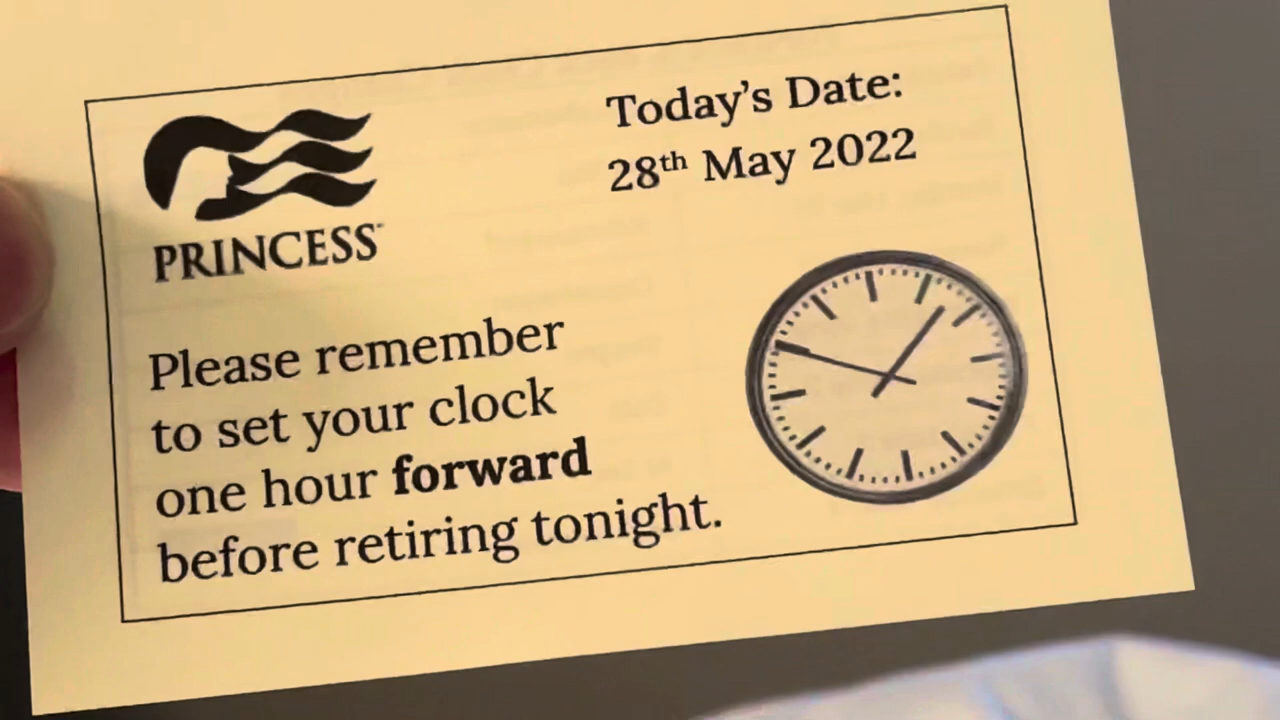 PRINCESS
Today's Date:
28th May 2022
Please remember
to set your clock
one hour forward
before retiring tonight.